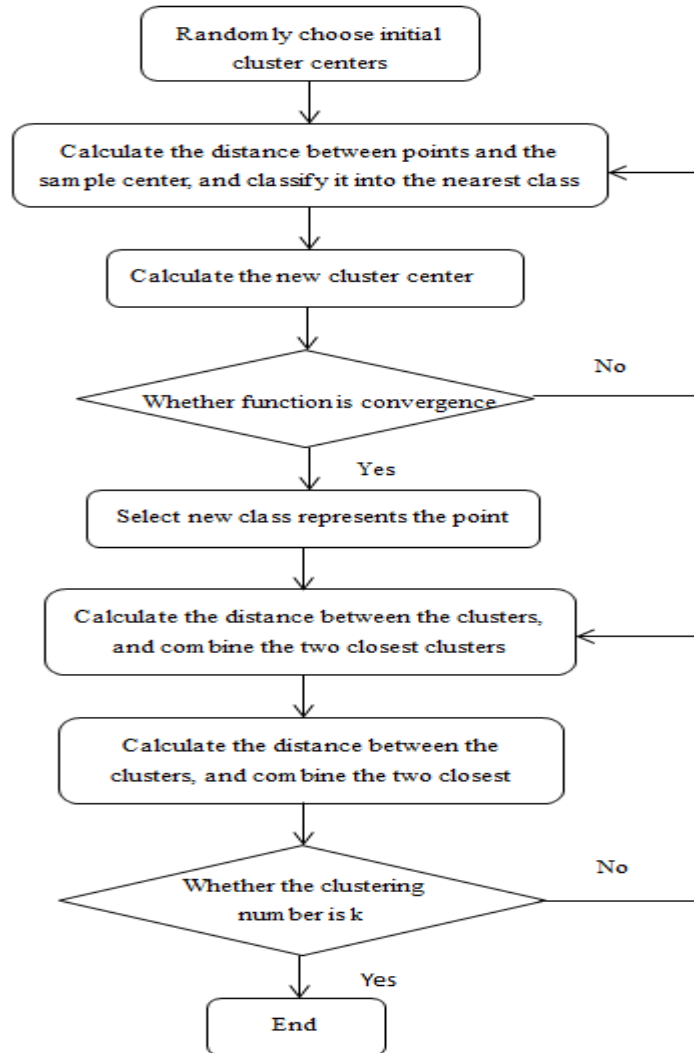 Randomly choose initial
cluster centers
Calculate the distance between points and the
sample center, and classify it into the nearest class
Calculate the new cluster center
No
Whether function is convergence
Yes
Select new class represents the point
Calculate the distance between the clusters,
and combine the two closest clusters
Calculate the distance between the
clusters, and combine the two closest
No
Whether the clustering
number is k
Yes
End